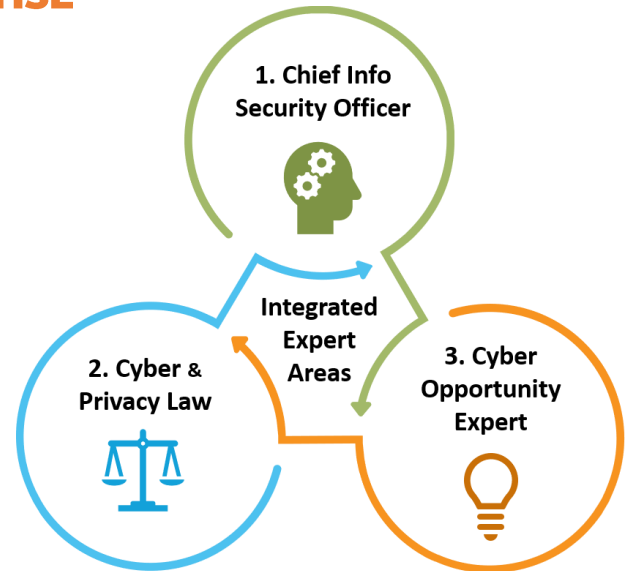 1. Chief Info
Security Officer
Integrated
Expert
Areas
2. Cyber &
Privacy Law
3. Cyber
Opportunity
Expert